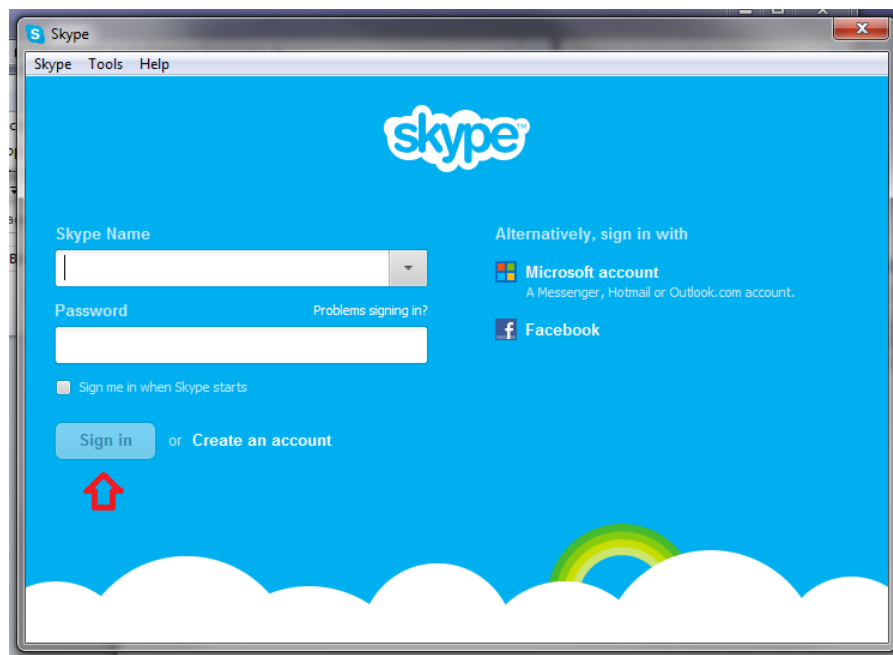 Skype
Skype Tools Help
skype™
Skype Name
Password
Problems signing in?
Sign me in when Skype starts
Sign in or Create an account
Alternatively, sign in with
Microsoft account
A Messenger, Hotmail or Outlook.com account.
Facebook